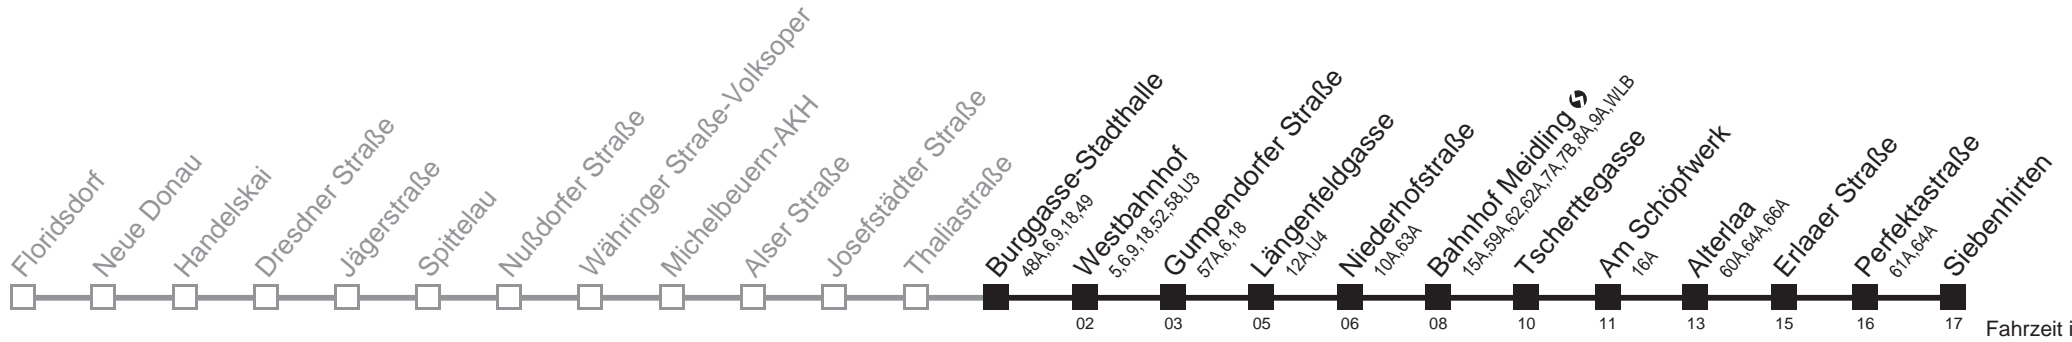 Floridsdorf
Neue Donau
Handelskai
Dresdner Straße
Jägerstraße
Spittelau
Nußdorfer Straße
Währinger Straße-Volksoper
Michelbeuern-AKH
Alser Straße
Josefstädter Straße
Thaliastraße
Burggasse-Stadthalle
48A,6,9,18,49
Westbahnhof
5,6,9,18,52,58,U3
Gumpendorfer Straße
57A,6,18
Längenfeldgasse
12A,U4
Niederhofstraße
10A,63A
Bahnhof Meidling
15A,59A,62,62A,7A,7B,8A,9A,WLB
Tscherttegasse
Am Schöpfwerk
16A
Alterlaa
60A,64A,66A
Erlaaer Straße
Perfektastraße
61A,64A
Siebenhirten
02 03 05 06 08 10 11 13 15 16 17
Fahrzeit i